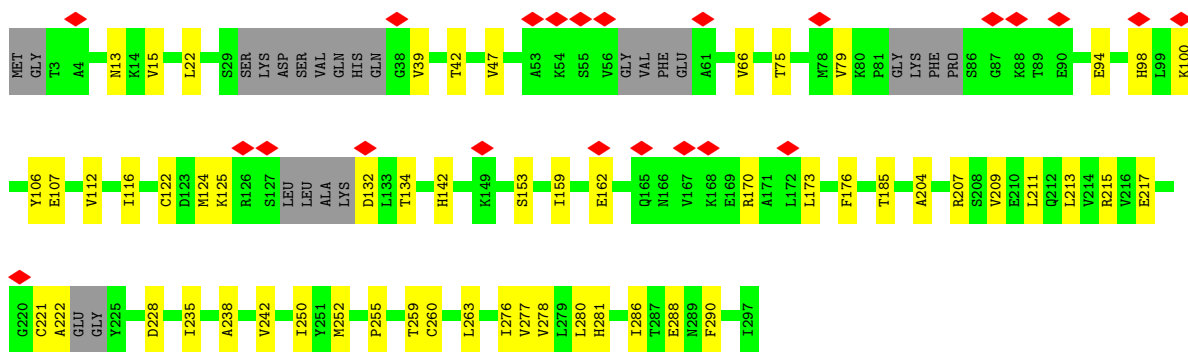 MET GLY T3 A4 N13 K14 V15 L22 S29 SER LYS ASP SER VAL GLN HIS GLN G38 V39 T42 V47 A53 K54 S55 V56 GLY VAL PHE GLU A61 V66 T75 M78 V79 K80 P81 GLY LYS PHE PRO S86 G87 K88 T89 E90 E94 H98 L99 K100
Y106 E107 V112 I116 C122 D123 M124 K125 R126 S127 LEU LEU ALA LYS D132 L133 T134 H142 K149 S153 I159 E162 Q165 N166 V167 K168 E169 R170 A171 L172 L173 F176 T185 A204 R207 S208 V209 E210 L211 Q212 L213 V214 R215 V216 E217
G220 C221 A222 GLU GLY Y225 D228 I235 A238 V242 I250 Y251 M252 P255 T259 C260 L263 I276 V277 V278 L279 L280 H281 I286 T287 E288 N289 F290 I297